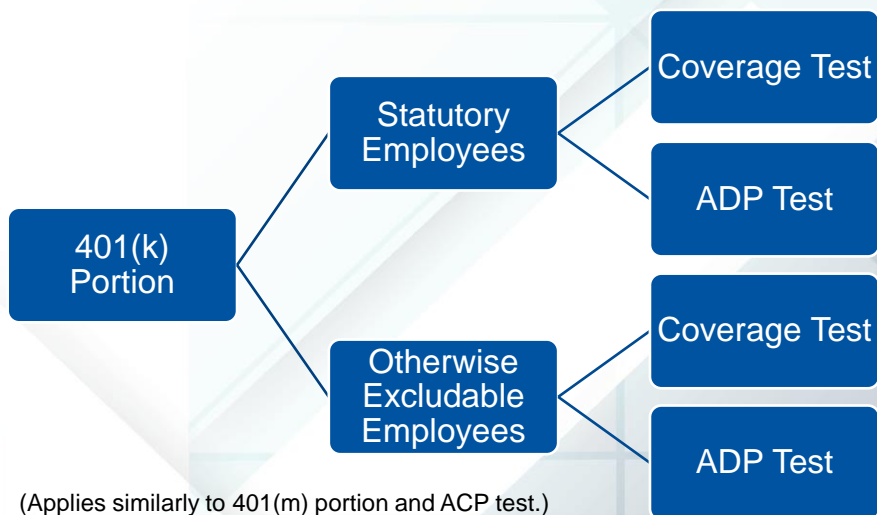 401(k)
Portion
Statutory
Employees
Coverage Test
ADP Test
Otherwise
Excludable
Employees
Coverage Test
ADP Test
(Applies similarly to 401(m) portion and ACP test.)